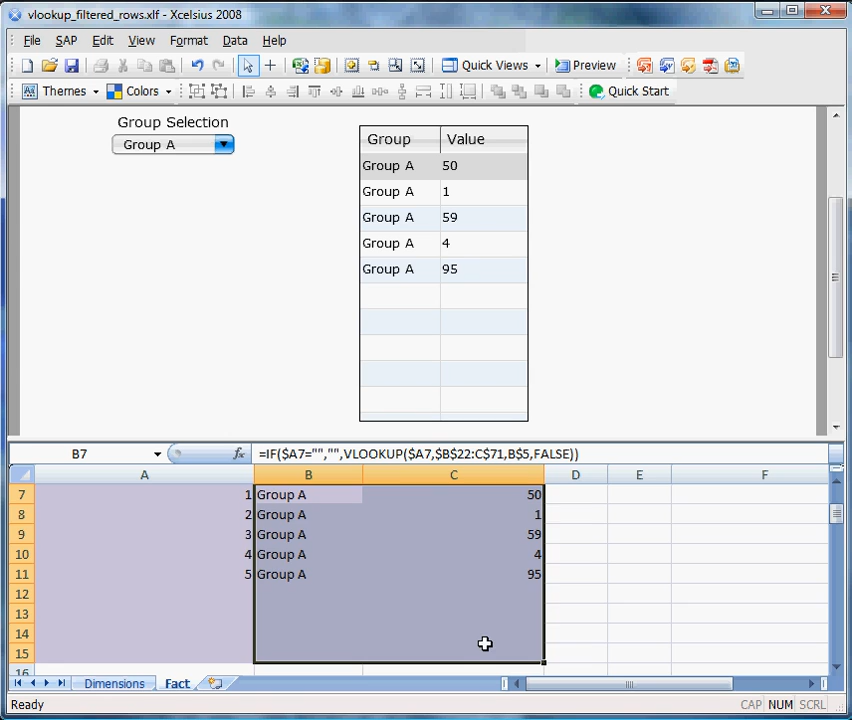 vlookup_filtered_rows.xlf - Xcelsius 2008
File SAP Edit View Format Data Help
Quick Views Preview
Themes Colors Quick Start
Group Selection
Group A
Group Value
Group A 50
Group A 1
Group A 59
Group A 4
Group A 95
B7 fx =IF($A7="","",VLOOKUP($A7,$B$22:C$71,B$5,FALSE))
A B C D E F
7 1 Group A 50
8 2 Group A 1
9 3 Group A 59
10 4 Group A 4
11 5 Group A 95
12
13
14
15
16
Dimensions Fact
Ready CAP NUM SCRL